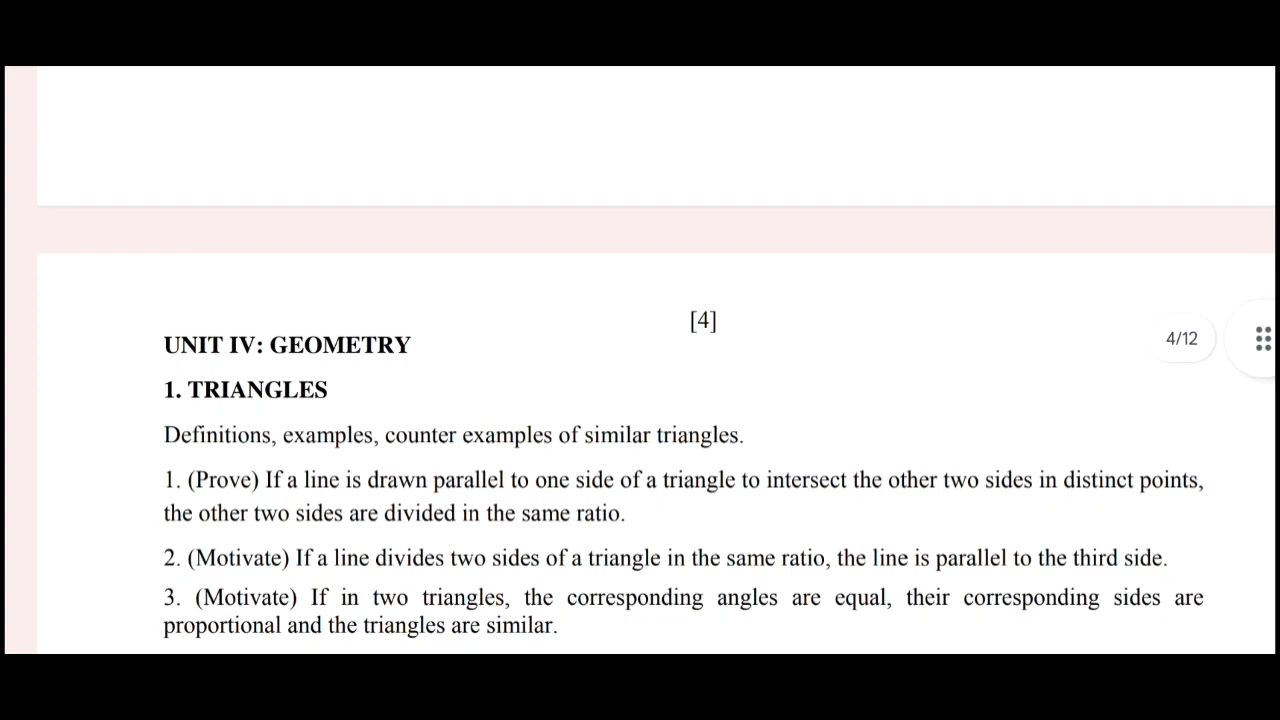 [4]
UNIT IV: GEOMETRY
4/12
1. TRIANGLES
Definitions, examples, counter examples of similar triangles.
1. (Prove) If a line is drawn parallel to one side of a triangle to intersect the other two sides in distinct points,
the other two sides are divided in the same ratio.
2. (Motivate) If a line divides two sides of a triangle in the same ratio, the line is parallel to the third side.
3. (Motivate) If in two triangles, the corresponding angles are equal, their corresponding sides are
proportional and the triangles are similar.